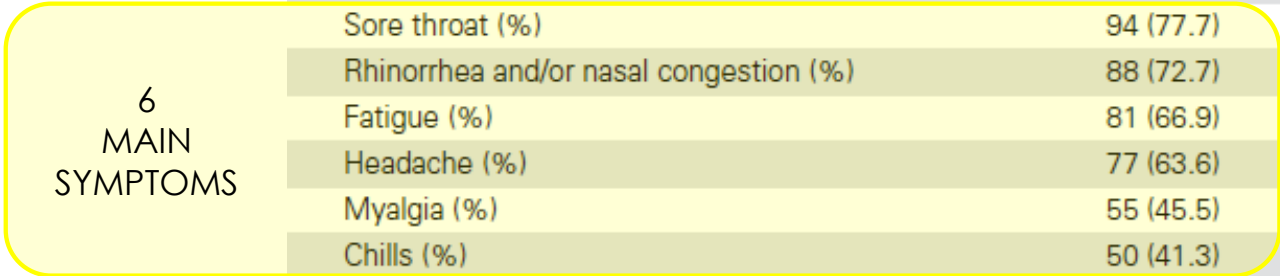 6
MAIN
SYMPTOMS
Sore throat (%) 94 (77.7)
Rhinorrhea and/or nasal congestion (%) 88 (72.7)
Fatigue (%) 81 (66.9)
Headache (%) 77 (63.6)
Myalgia (%) 55 (45.5)
Chills (%) 50 (41.3)